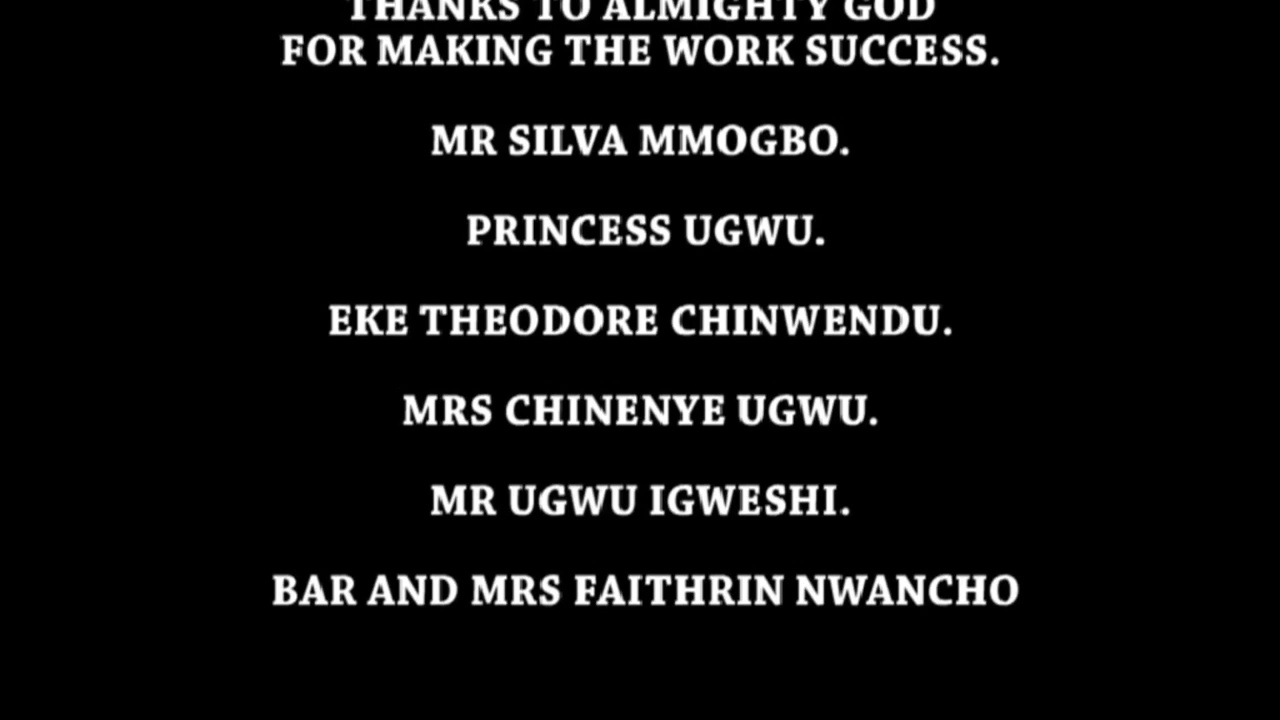 THANKS TO ALMIGHTY GOD
FOR MAKING THE WORK SUCCESS.
MR SILVA MMOGBO.
PRINCESS UGWU.
EKE THEODORE CHINWENDU.
MRS CHINENYE UGWU.
MR UGWU IGWESHI.
BAR AND MRS FAITHRIN NWANCHO